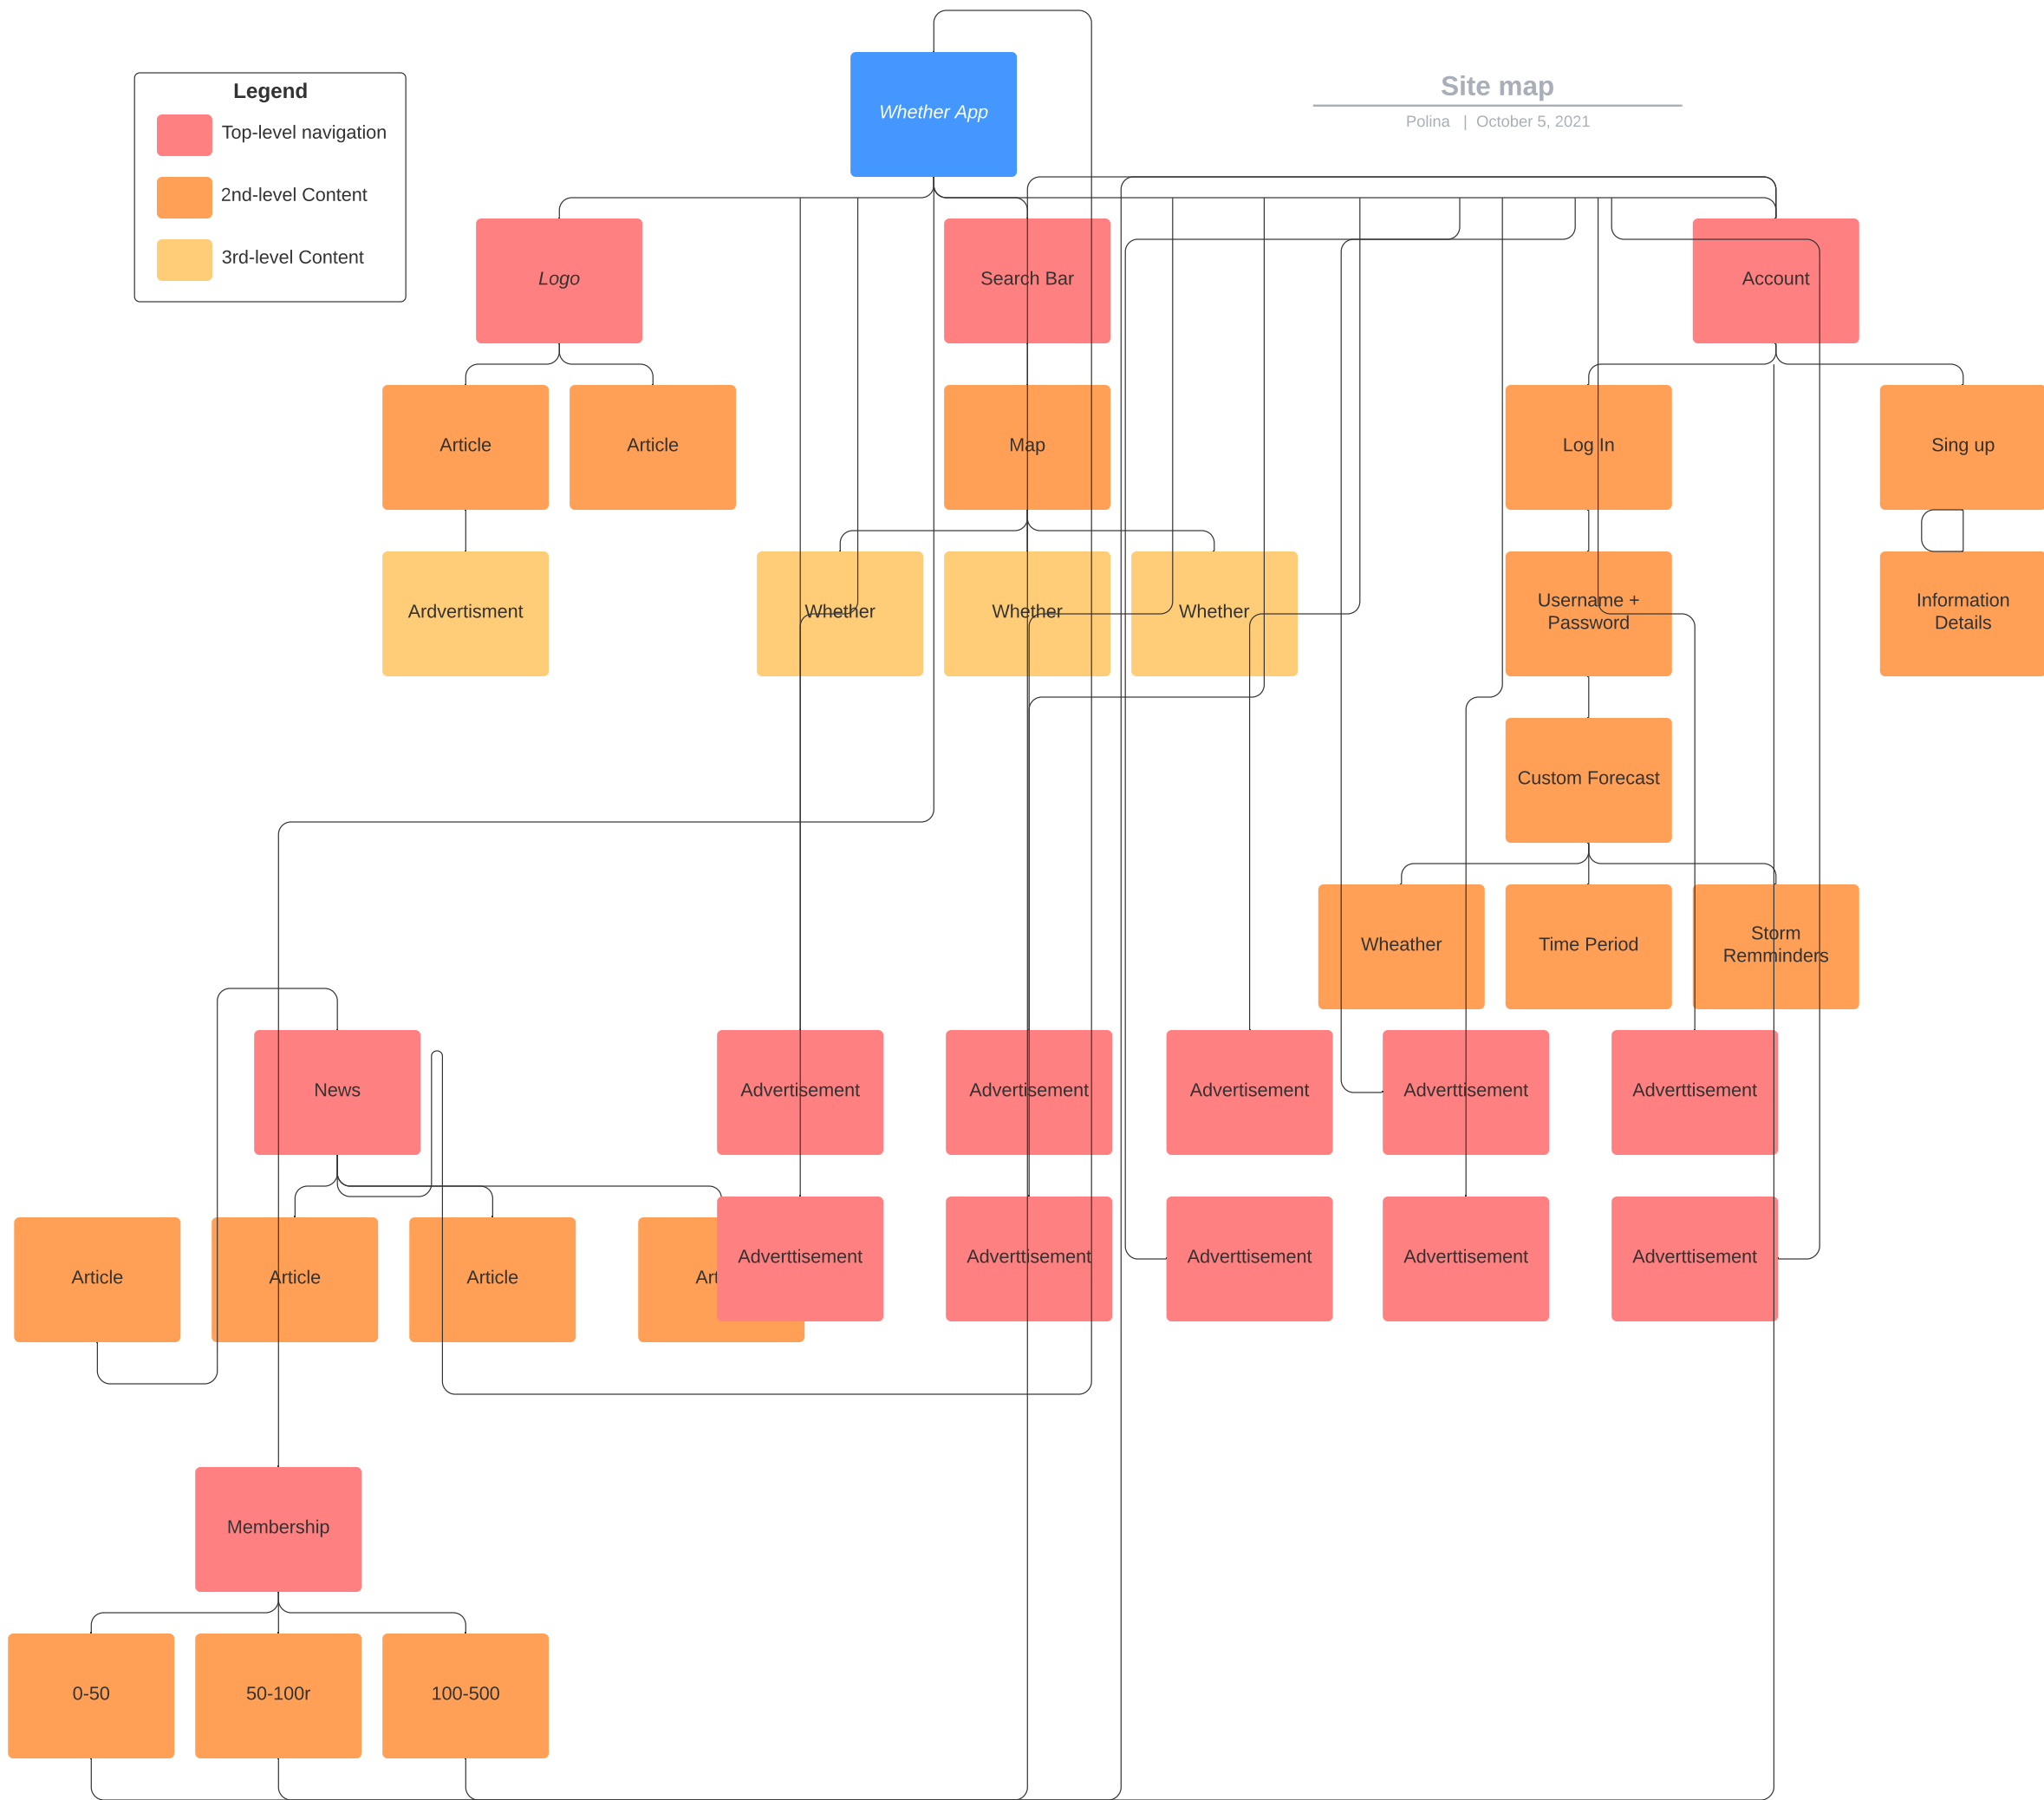 Whether App
Site map
Polina | October 5, 2021
Legend
Top-level navigation
2nd-level Content
3rd-level Content
Logo
Search Bar
Account
Article
Article
Map
Log In
Sing up
Ardvertisment
Whether
Whether
Whether
Username +
Password
Information
Details
Custom Forecast
Wheather
Time Period
Storm
Remminders
News
Advertisement
Advertisement
Advertisement
Adverttisement
Adverttisement
Article
Article
Article
Adverttisement
Adverttisement
Adverttisement
Adverttisement
Adverttisement
Membership
0-50
50-100r
100-500